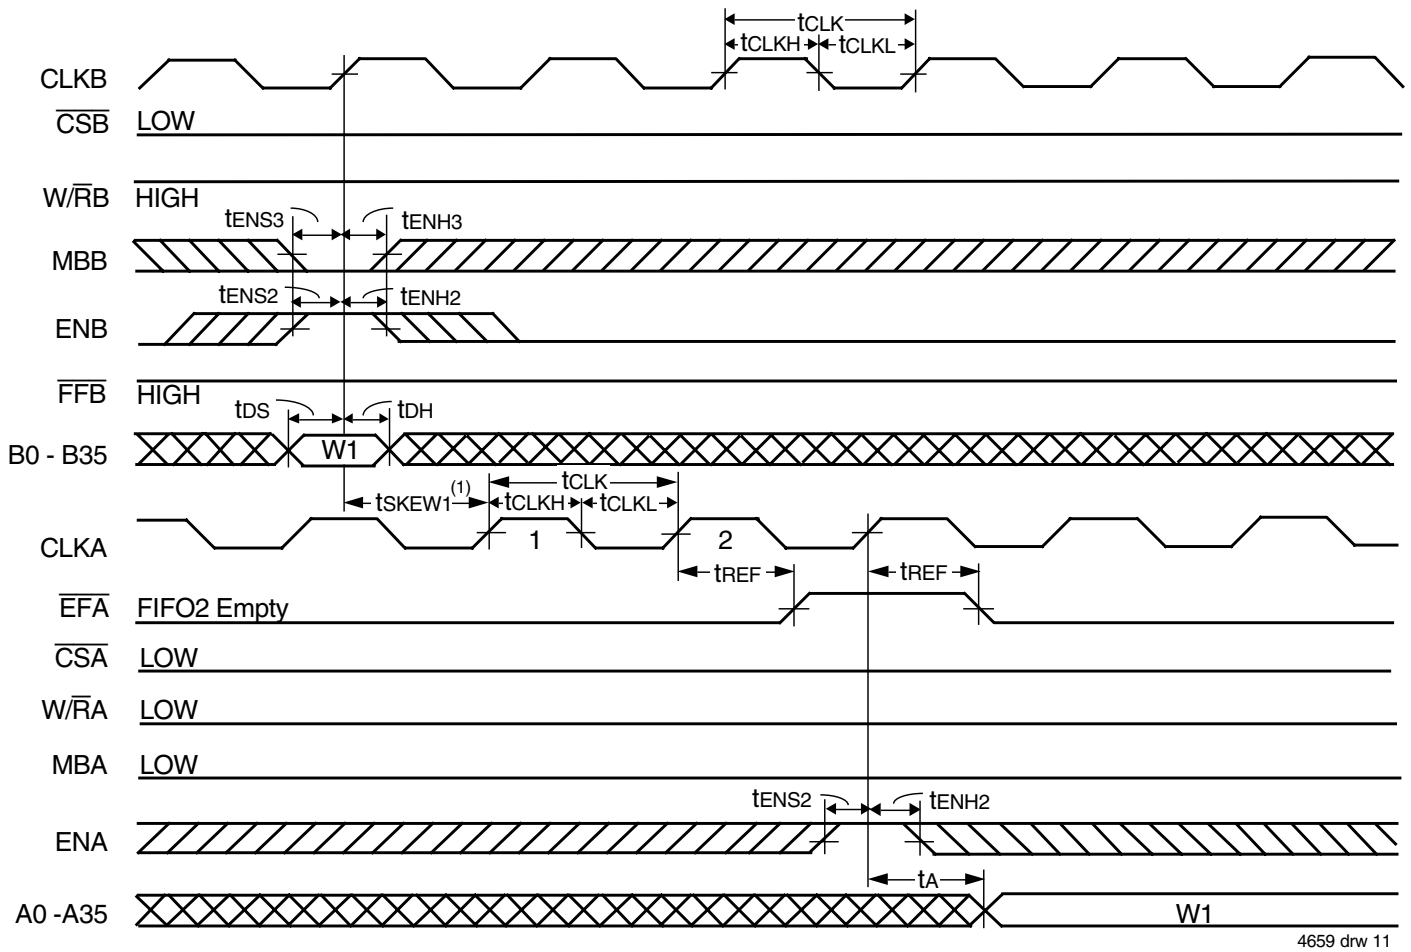 tCLK
tCLKH tCLKL
CLKB
CSB LOW
W/RB HIGH
tENS3 tENH3
MBB
tENS2 tENH2
ENB
FFB HIGH
tDS tDH
B0 - B35 W1
tCLK
tSKEW1(1) tCLKH tCLKL
CLKA 1 2
tREF tREF
EFA FIFO2 Empty
CSA LOW
W/RA LOW
MBA LOW
tENS2 tENH2
ENA
tA
A0 -A35 W1
4659 drw 11